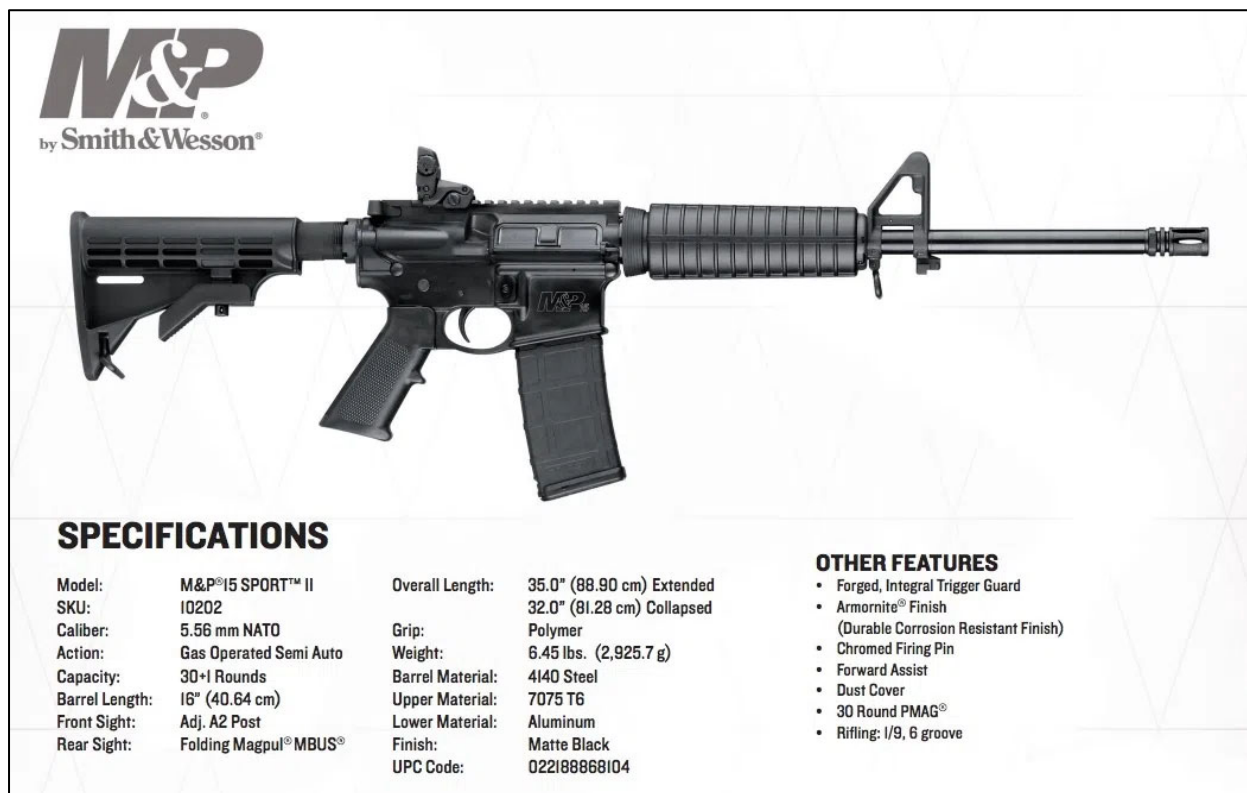 M&P®
by Smith&Wesson®
M&P 15
SPECIFICATIONS
Model: M&P®15 SPORT™ II
SKU: 10202
Caliber: 5.56 mm NATO
Action: Gas Operated Semi Auto
Capacity: 30+1 Rounds
Barrel Length: 16” (40.64 cm)
Front Sight: Adj. A2 Post
Rear Sight: Folding Magpul® MBUS®
Overall Length: 35.0” (88.90 cm) Extended
32.0” (81.28 cm) Collapsed
Grip: Polymer
Weight: 6.45 lbs. (2,925.7 g)
Barrel Material: 4140 Steel
Upper Material: 7075 T6
Lower Material: Aluminum
Finish: Matte Black
UPC Code: 022188868104
OTHER FEATURES
• Forged, Integral Trigger Guard
• Armornite® Finish
(Durable Corrosion Resistant Finish)
• Chromed Firing Pin
• Forward Assist
• Dust Cover
• 30 Round PMAG®
• Rifling: 1/9, 6 groove